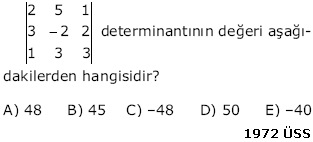 |2 5 1|
|3 −2 2| determinantının değeri aşağı-
|1 3 3|
dakilerden hangisidir?
A) 48 B) 45 C) –48 D) 50 E) –40
1972 ÜSS